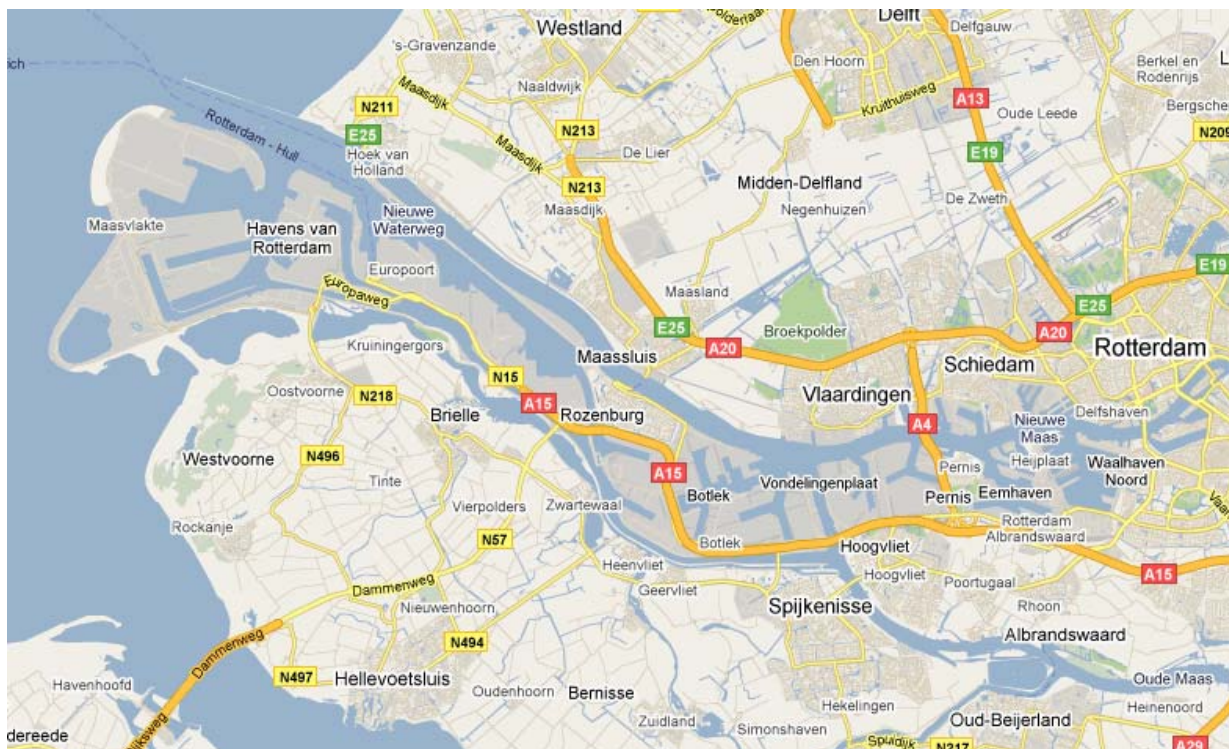 Westland
Delft
's-Gravenzande
Delfgauw
Den Hoorn
Berkel en
Rodenrijs
Naaldwijk
Maasdijk
N211
Kruithuisweg
A13
Oude Leede
N213
N209
E25
Rotterdam - Hull
Hoek van
Holland
Maasdijk
De Lier
E19
N213
Midden-Delfland
Maasdijk
Negenhuizen
De Zweth
Maasvlakte
Nieuwe
Waterweg
Havens van
Rotterdam
Europoort
E19
Europaweg
Maasland
E25
E25
Broekpolder
A20
Kruiningergors
Maassluis
A20
Rotterdam
Schiedam
N15
Oostvoorne
N218
Vlaardingen
A15
Brielle
Rozenburg
Delfshaven
A4
Nieuwe
Maas
Westvoorne
N496
Heijplaat
Waalhaven
Noord
Pernis
A15
Tinte
Botlek
Vondelingenplaat
Pernis
Eemhaven
Vierpolders
Zwartewaal
Rockanje
Rotterdam
Albrandswaard
N57
Botlek
Hoogvliet
Heenvliet
Hoogvliet
A15
Dammenweg
Geervliet
Poortugaal
Nieuwenhoorn
Spijkenisse
Rhoon
Albrandswaard
N494
Dammenweg
N497
Hellevoetsluis
Oude Maas
Havenhoofd
Oudenhoorn
Bernisse
Hekelingen
Heinenoord
Zuidland
Simonshaven
Oud-Beijerland
dereede
Spuidijk
N217
A29